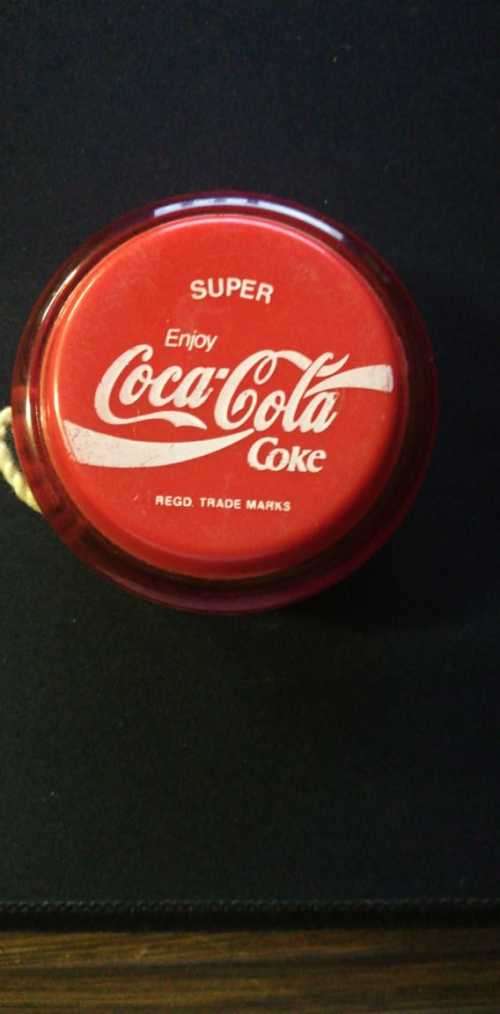 SUPER
Enjoy
Coca-Cola
Coke
REGD. TRADE MARKS